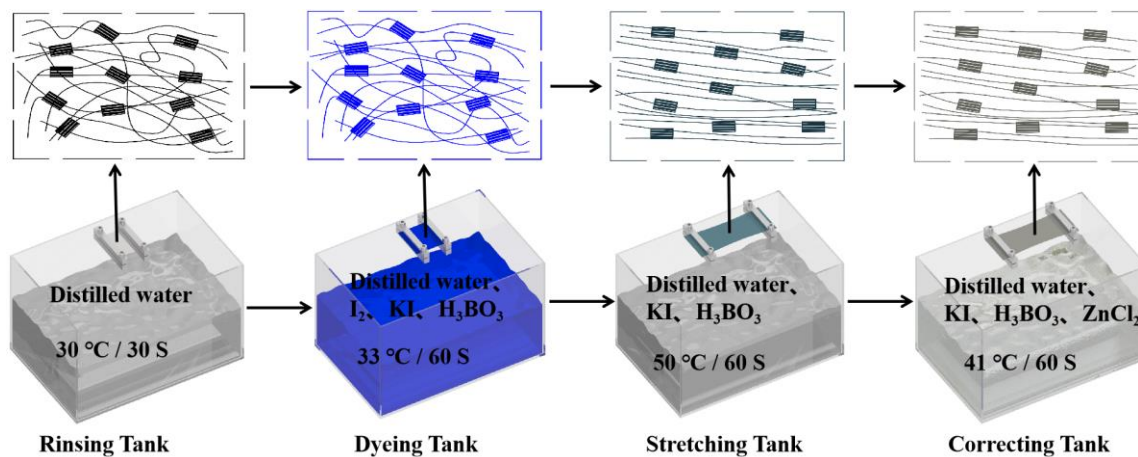 Distilled water
30 ℃ / 30 S
Rinsing Tank
Distilled water、
I₂、KI、H₃BO₃
33 ℃ / 60 S
Dyeing Tank
Distilled water、
KI、H₃BO₃
50 ℃ / 60 S
Stretching Tank
Distilled water、
KI、H₃BO₃、ZnCl₂
41 ℃ / 60 S
Correcting Tank